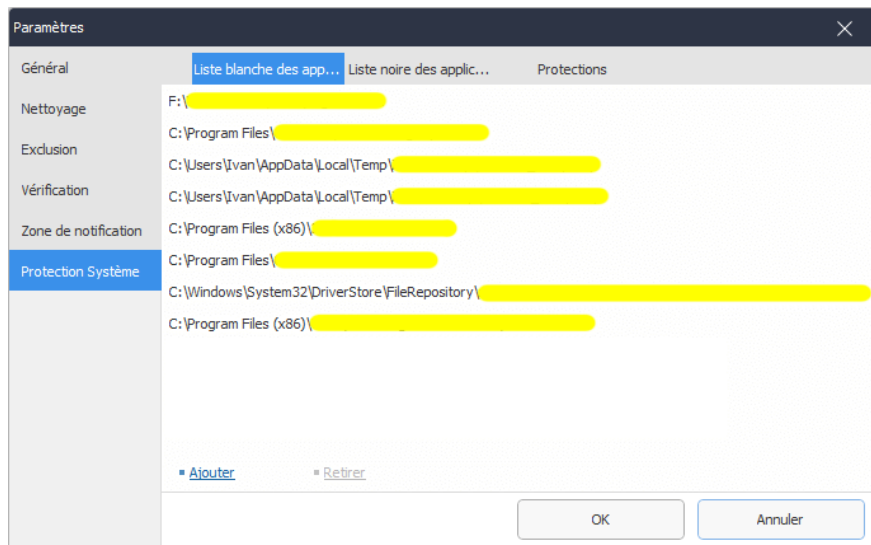 Paramètres
Général
Nettoyage
Exclusion
Vérification
Zone de notification
Protection Système
Liste blanche des app... Liste noire des applic... Protections
F:\
C:\Program Files\
C:\Users\Ivan\AppData\Local\Temp\
C:\Users\Ivan\AppData\Local\Temp\
C:\Program Files (x86)\
C:\Program Files\
C:\Windows\System32\DriverStore\FileRepository\
C:\Program Files (x86)\
Ajouter Retirer
OK Annuler